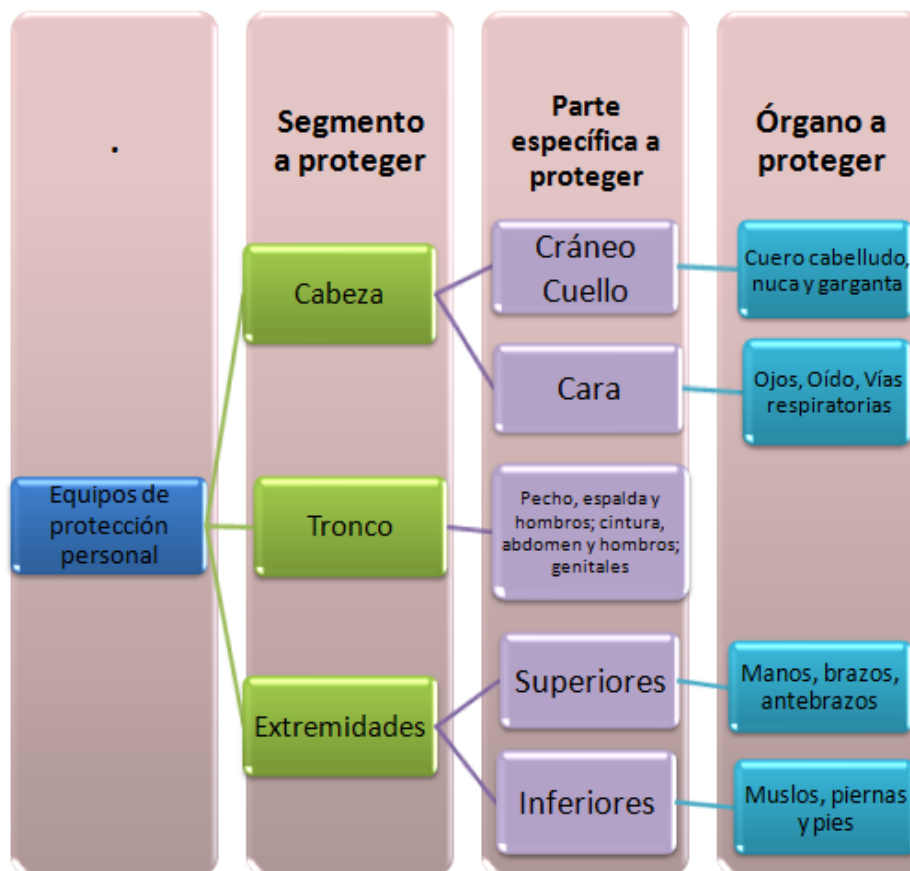 .
Segmento
a proteger
Parte
específica a
proteger
Órgano a
proteger
Equipos de
protección
personal
Cabeza
Cráneo
Cuello
Cuero cabelludo,
nuca y garganta
Cara
Ojos, Oído, Vías
respiratorias
Tronco
Pecho, espalda y
hombros; cintura,
abdomen y hombros;
genitales
Extremidades
Superiores
Manos, brazos,
antebrazos
Inferiores
Muslos, piernas
y pies